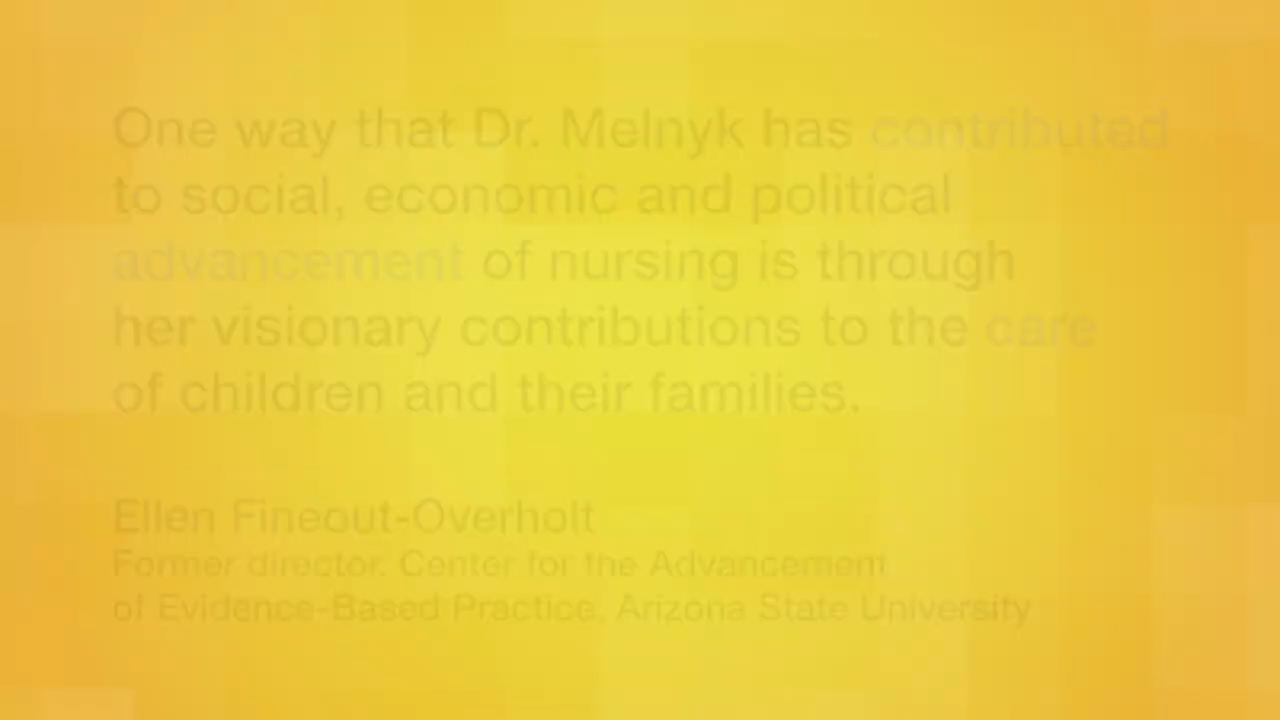 One way that Dr. Melnyk has contributed
to social, economic and political
advancement of nursing is through
her visionary contributions to the care
of children and their families.
Ellen Fineout-Overholt
Former director, Center for the Advancement
of Evidence-Based Practice, Arizona State University